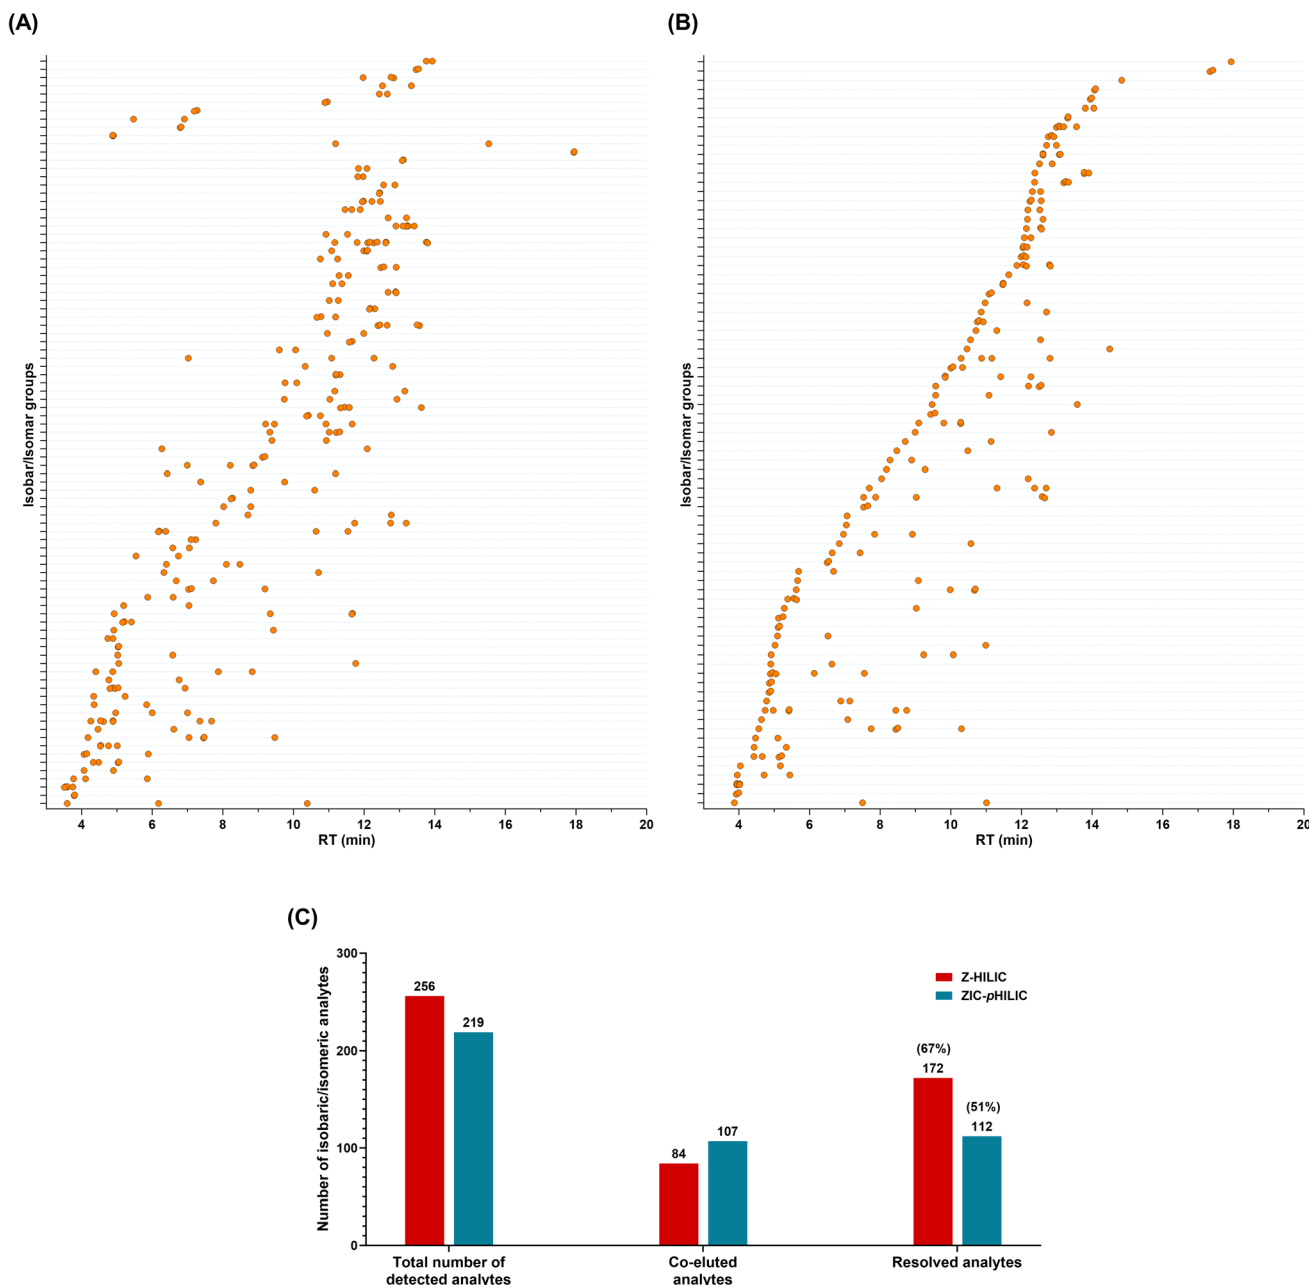 (A)
(B)
Isobar/Isomar groups
4 6 8 10 12 14 16 18 20
RT (min)
Isobar/Isomar groups
4 6 8 10 12 14 16 18 20
RT (min)
(C)
Number of isobaric/isomeric analytes
300
200
100
0
Z-HILIC
ZIC-pHILIC
256
219
84
107
(67%)
172
(51%)
112
Total number of
detected analytes
Co-eluted
analytes
Resolved analytes